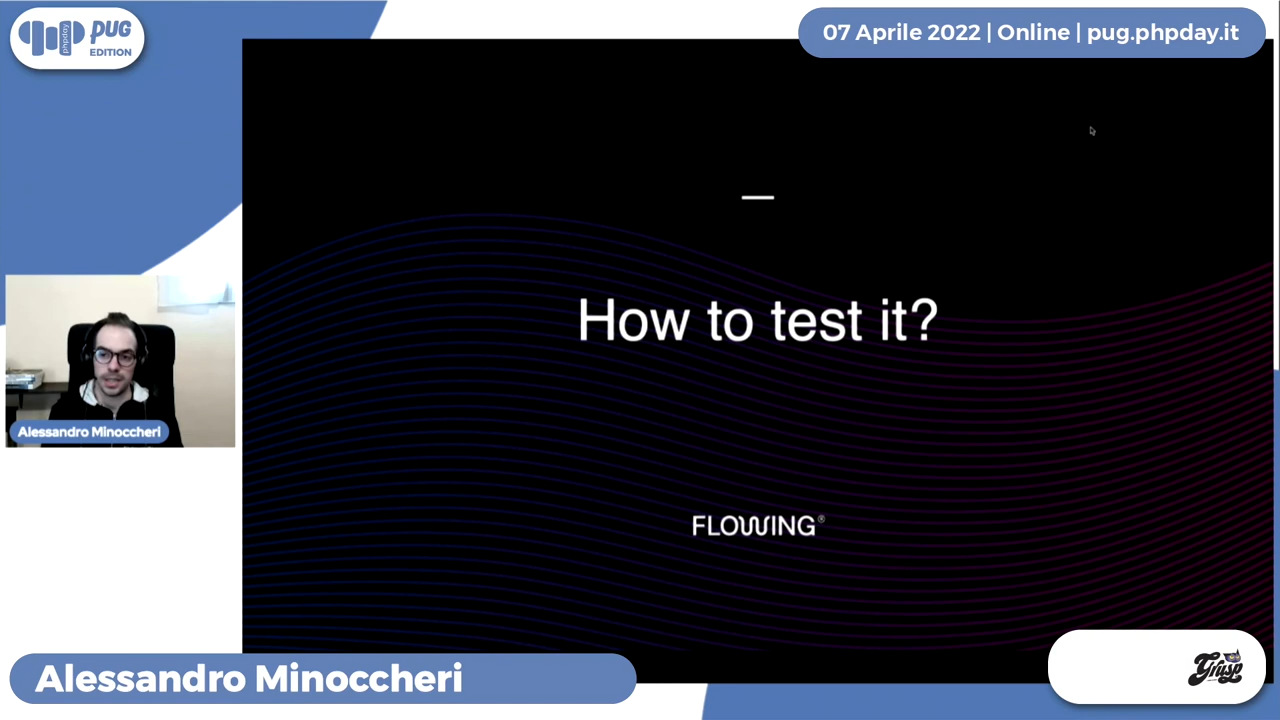 phpday
PUG
EDITION
07 Aprile 2022 | Online | pug.phpday.it
How to test it?
FLOWING®
Alessandro Minoccheri
Alessandro Minoccheri
Grusp